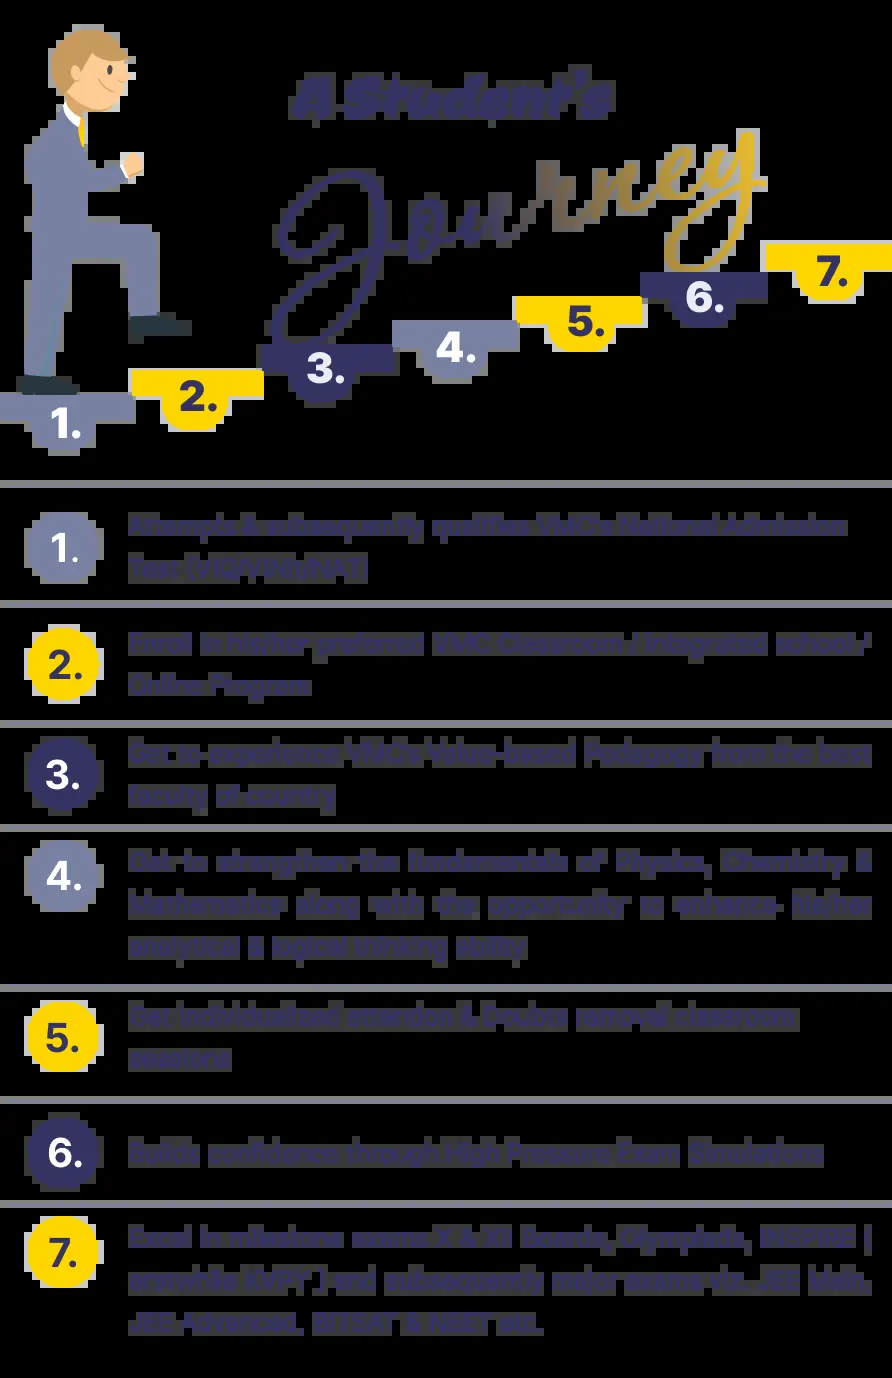 A Student's
Journey
1.
2.
3.
4.
5.
6.
7.
1.
Attempts & subsequently qualifies VMC's National Admission
Test (VIQ/VMN/NAT)
2.
Enrol in his/her preferred VMC Classroom / Integrated school /
Online Program
3.
Get to experience VMC's Value-based Pedagogy from the best
faculty of country
4.
Get to strengthen the fundamentals of Physics, Chemistry &
Mathematics along with the opportunity to enhance his/her
analytical & logical thinking ability
5.
Get individualized attention & Doubts removal classroom
sessions
6.
Builds confidence through High Pressure Exam Simulations
7.
Excel in milestone exams X & XII Boards, Olympiads, INSPIRE [
erstwhile KVPY ] and subsequently major exams viz. JEE Main,
JEE Advanced, BITSAT & NEET etc.